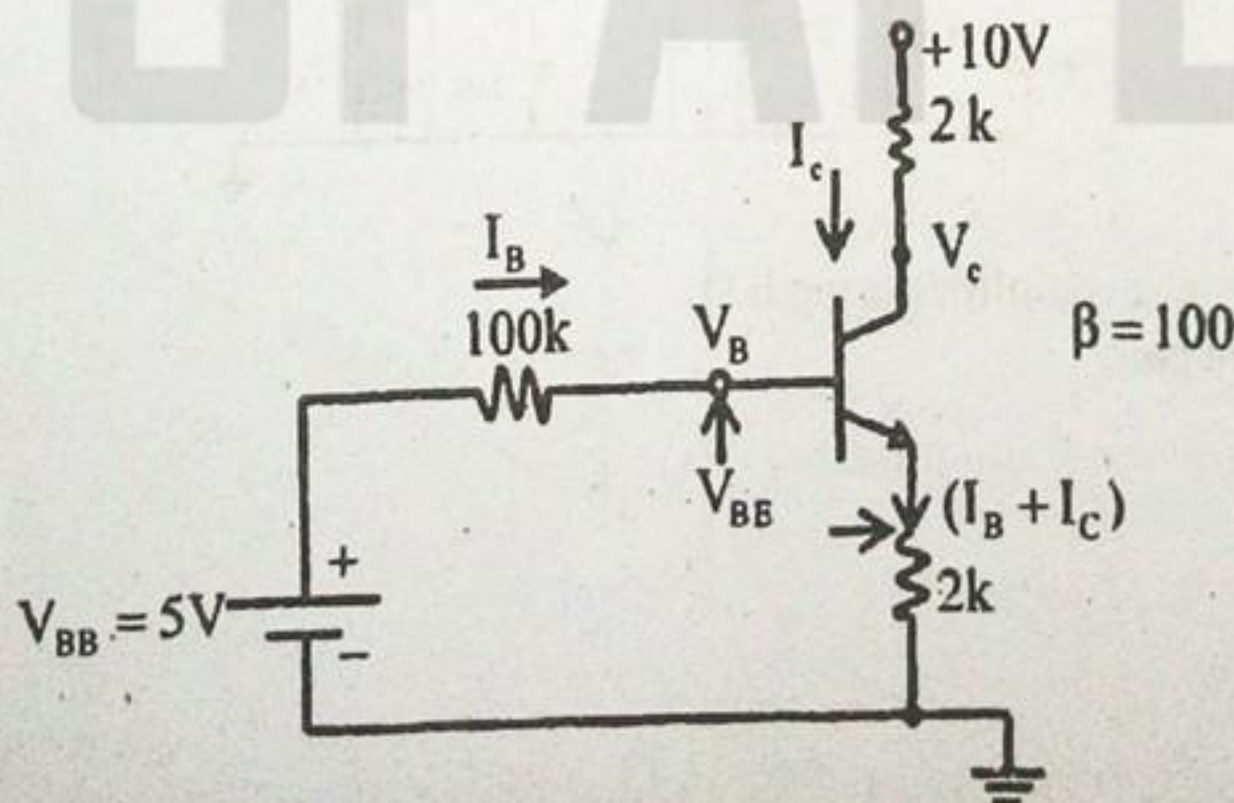 +10V
2 k
I_c
V_c
I_B
100k
V_B
β = 100
V_BE
(I_B + I_C)
2k
+
V_BB = 5V
−